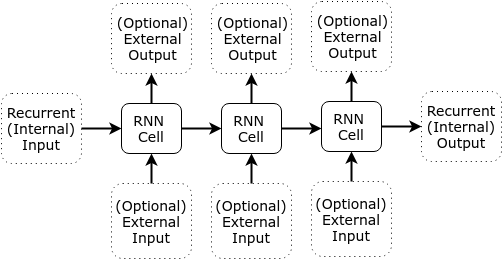 (Optional)
External
Output
(Optional)
External
Output
(Optional)
External
Output
Recurrent
(Internal)
Input
RNN
Cell
RNN
Cell
RNN
Cell
Recurrent
(Internal)
Output
(Optional)
External
Input
(Optional)
External
Input
(Optional)
External
Input